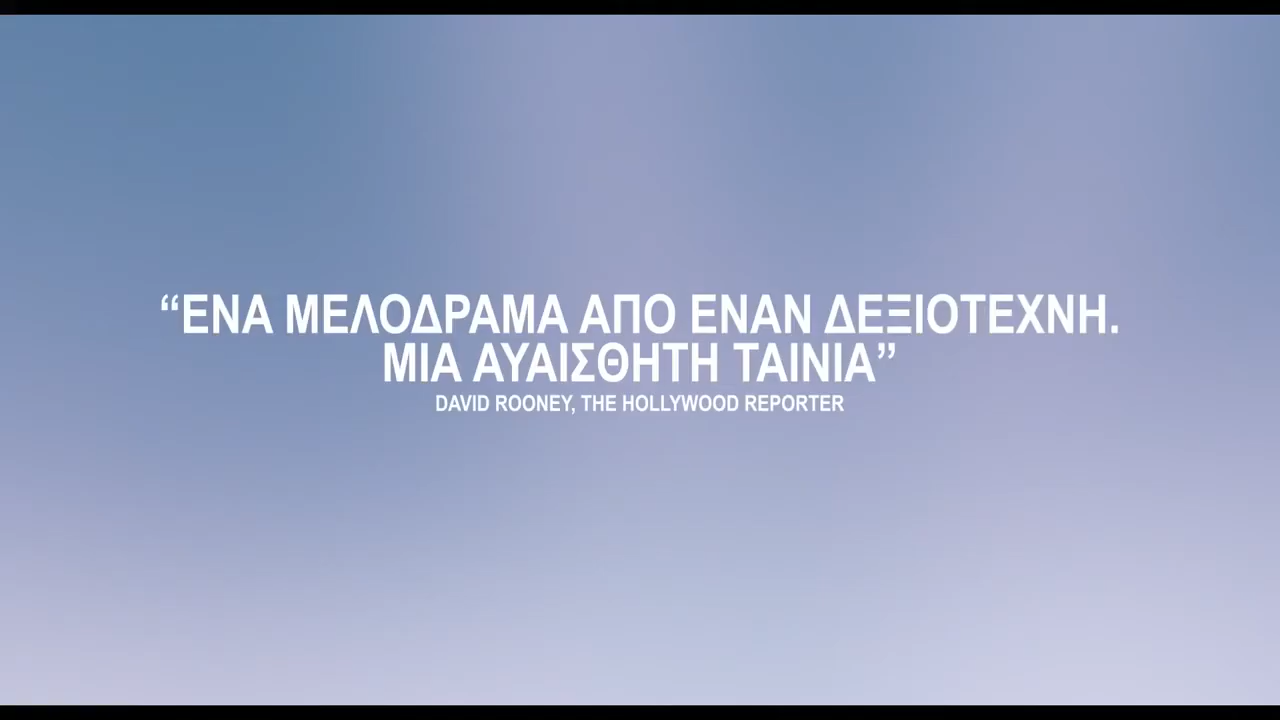 “ΕΝΑ ΜΕΛΟΔΡΑΜΑ ΑΠΟ ΕΝΑΝ ΔΕΞΙΟΤΕΧΝΗ.
ΜΙΑ ΑΥΑΙΣΘΗΤΗ ΤΑΙΝΙΑ”
DAVID ROONEY, THE HOLLYWOOD REPORTER